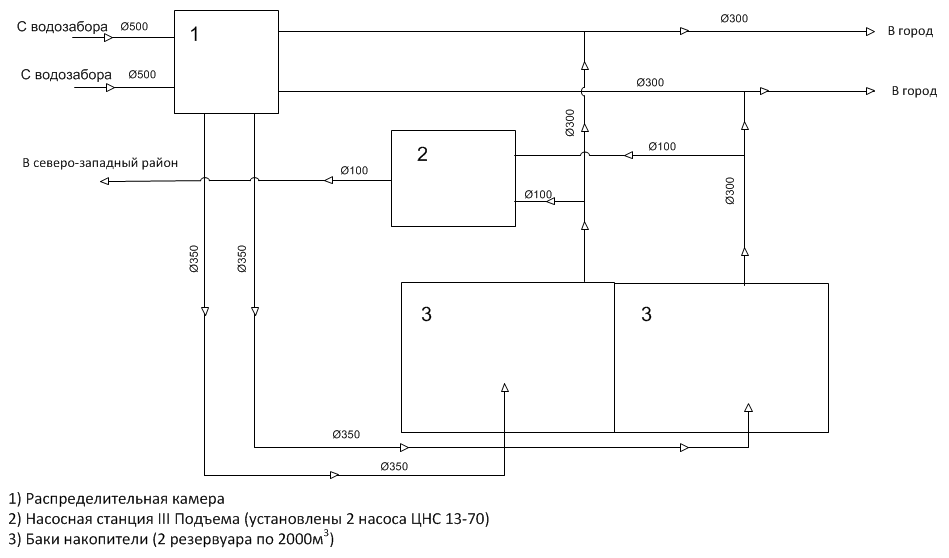 С водозабора
Ø500
1
Ø300
В город
С водозабора
Ø500
Ø300
В город
Ø300
2
Ø100
В северо-западный район
Ø100
Ø100
Ø300
Ø350
Ø350
3
3
Ø350
Ø350
1) Распределительная камера
2) Насосная станция III Подъема (установлены 2 насоса ЦНС 13-70)
3) Баки накопители (2 резервуара по 2000м³)